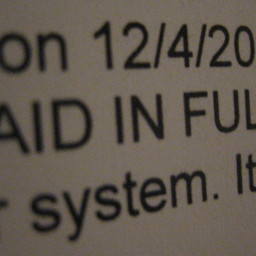 on 12/4/20
AID IN FUL
r system. It